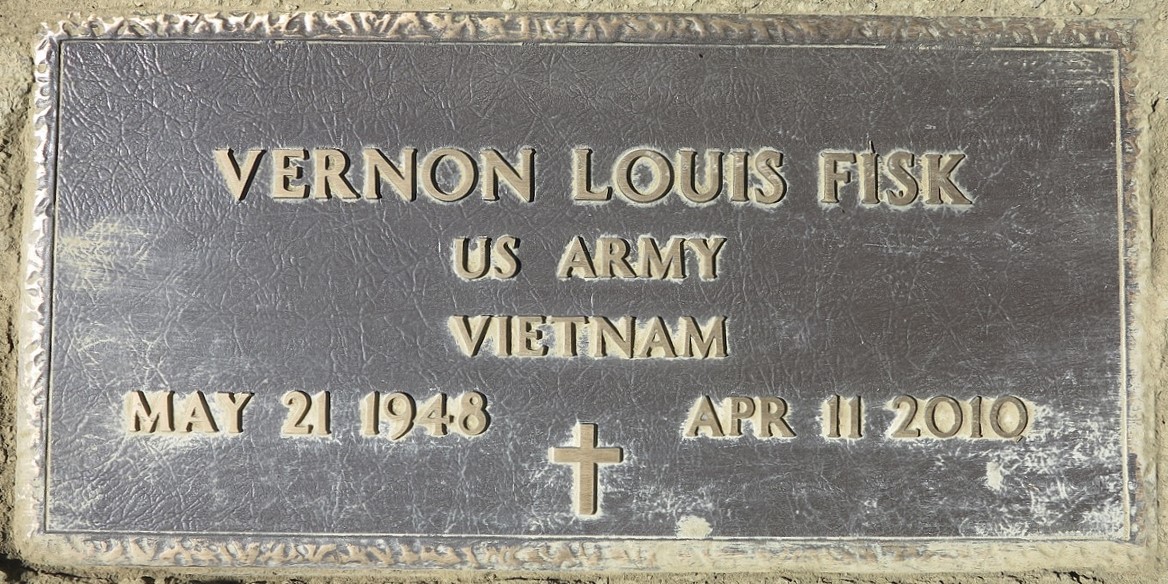 VERNON LOUIS FISK
US ARMY
VIETNAM
MAY 21 1948 APR 11 2010